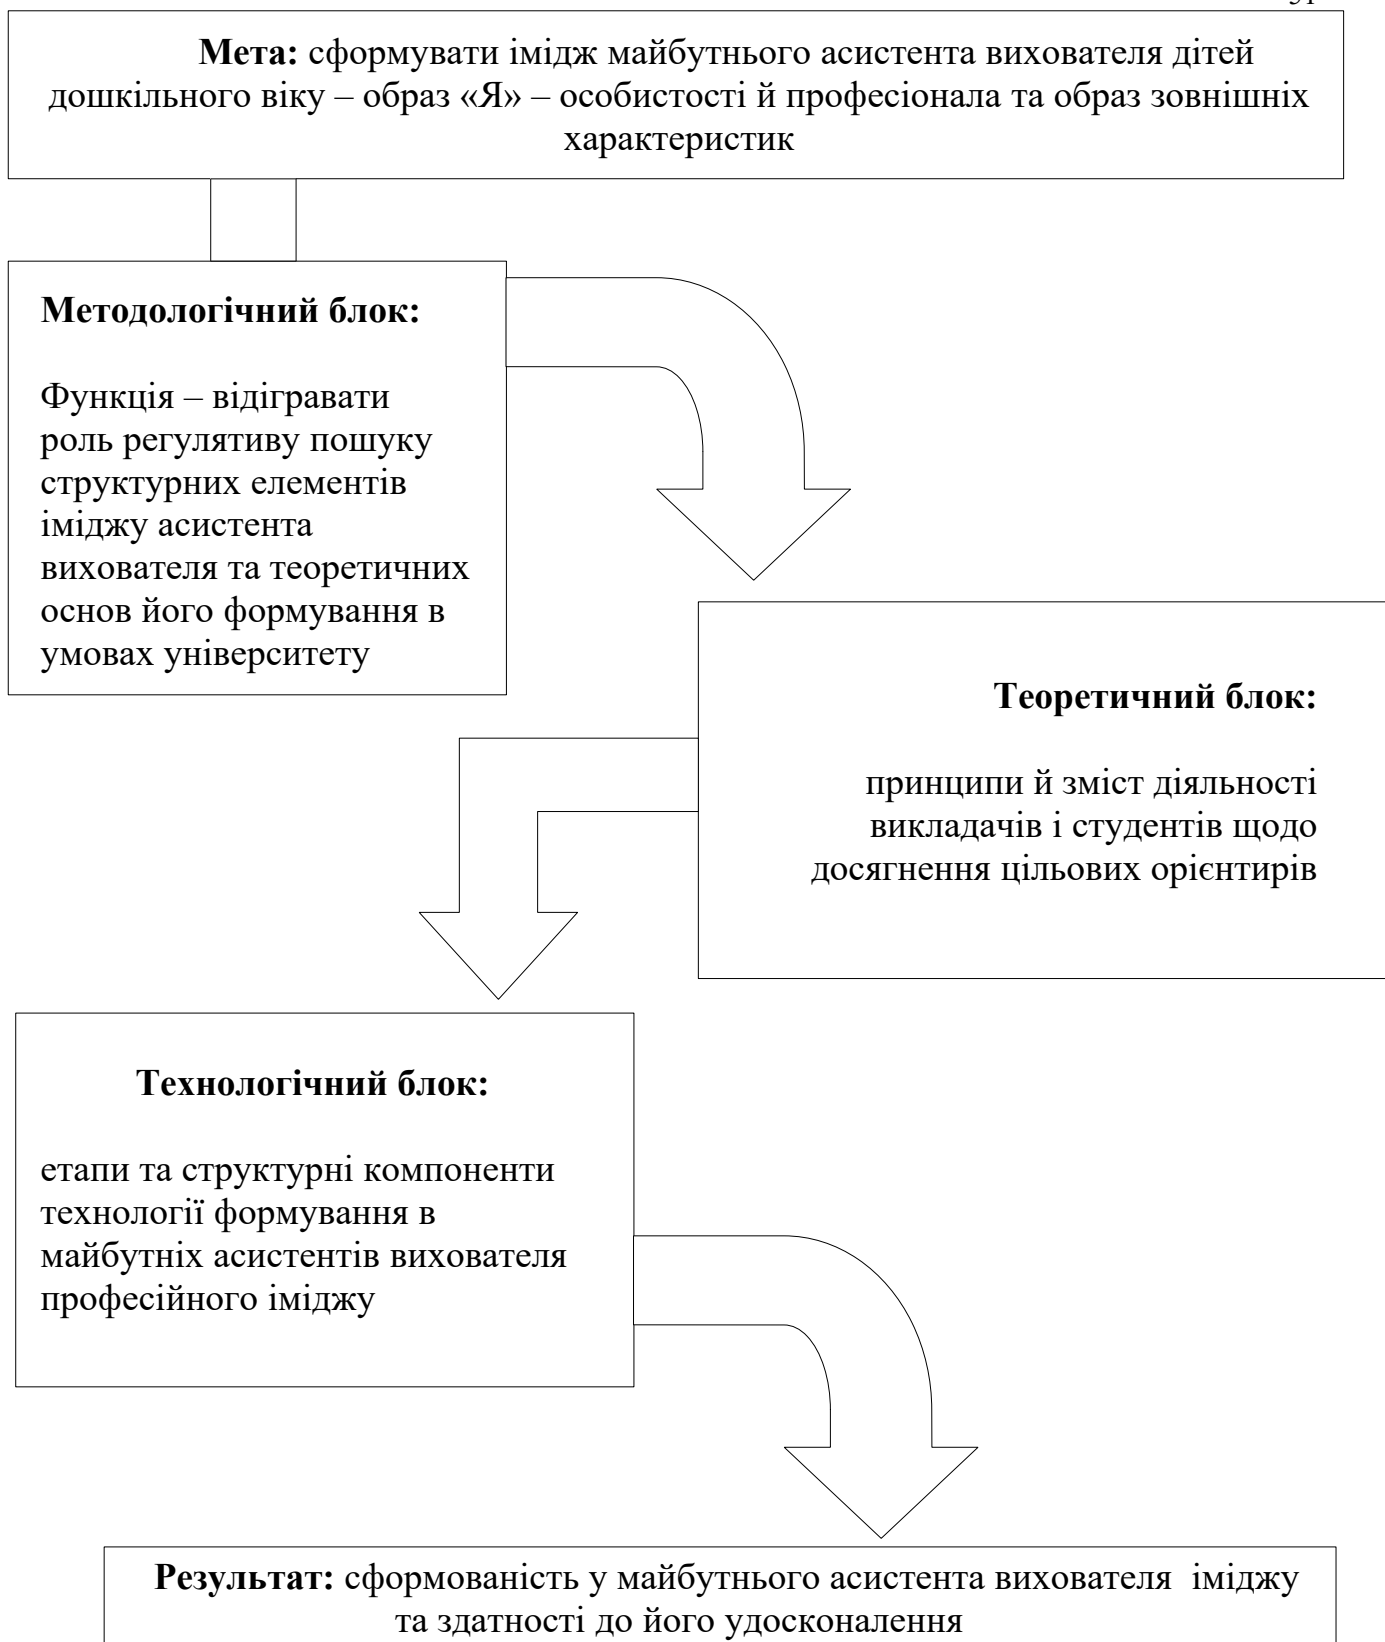 Мета: сформувати імідж майбутнього асистента вихователя дітей
дошкільного віку – образ «Я» – особистості й професіонала та образ зовнішніх
характеристик
Методологічний блок:
Функція – відігравати
роль регулятиву пошуку
структурних елементів
іміджу асистента
вихователя та теоретичних
основ його формування в
умовах університету
Теоретичний блок:
принципи й зміст діяльності
викладачів і студентів щодо
досягнення цільових орієнтирів
Технологічний блок:
етапи та структурні компоненти
технології формування в
майбутніх асистентів вихователя
професійного іміджу
Результат: сформованість у майбутнього асистента вихователя іміджу
та здатності до його удосконалення